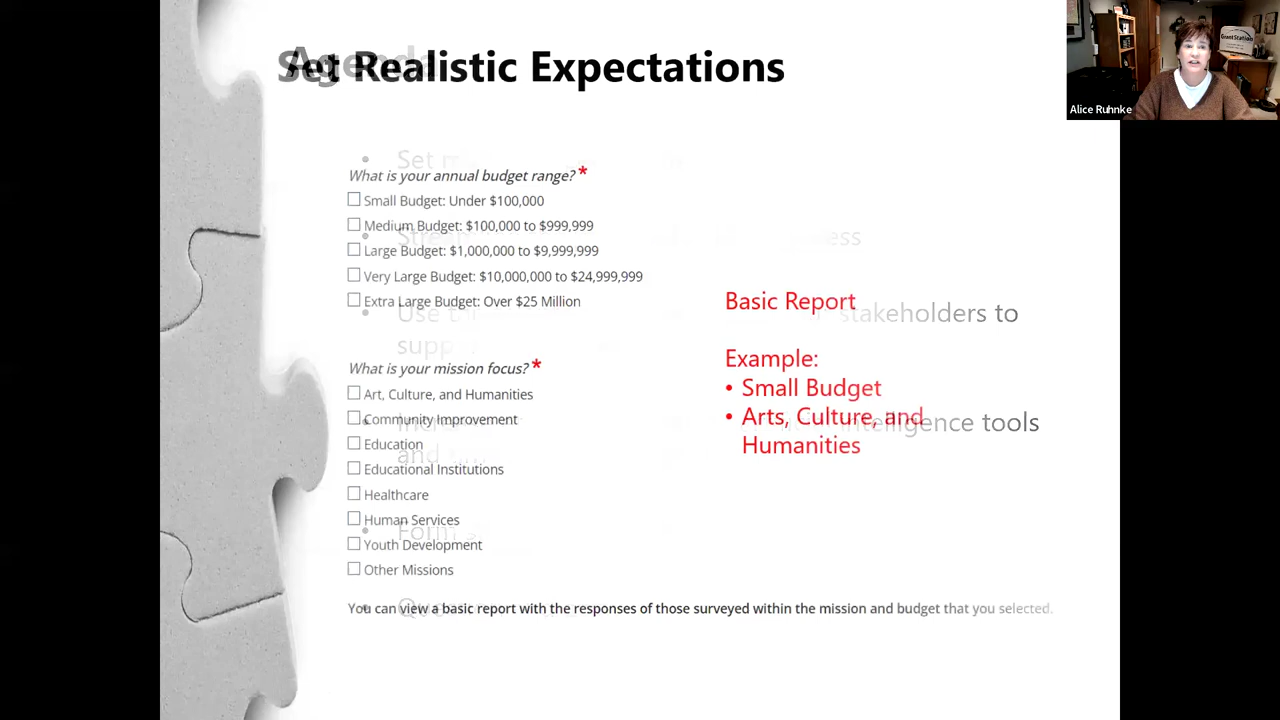 Agenda
Set Realistic Expectations
Alice Ruhnke
GrantStation
Set
What is your annual budget range? *
Small Budget: Under $100,000
Medium Budget: $100,000 to $999,999
Large Budget: $1,000,000 to $9,999,999
Very Large Budget: $10,000,000 to $24,999,999
Extra Large Budget: Over $25 Million
Basic Report
stakeholders to
What is your mission focus? *
Example:
• Small Budget
• Arts, Culture, and
Humanities
intelligence tools
and
Art, Culture, and Humanities
Community Improvement
Education
Educational Institutions
Healthcare
Human Services
Youth Development
Other Missions
You can view a basic report with the responses of those surveyed within the mission and budget that you selected.